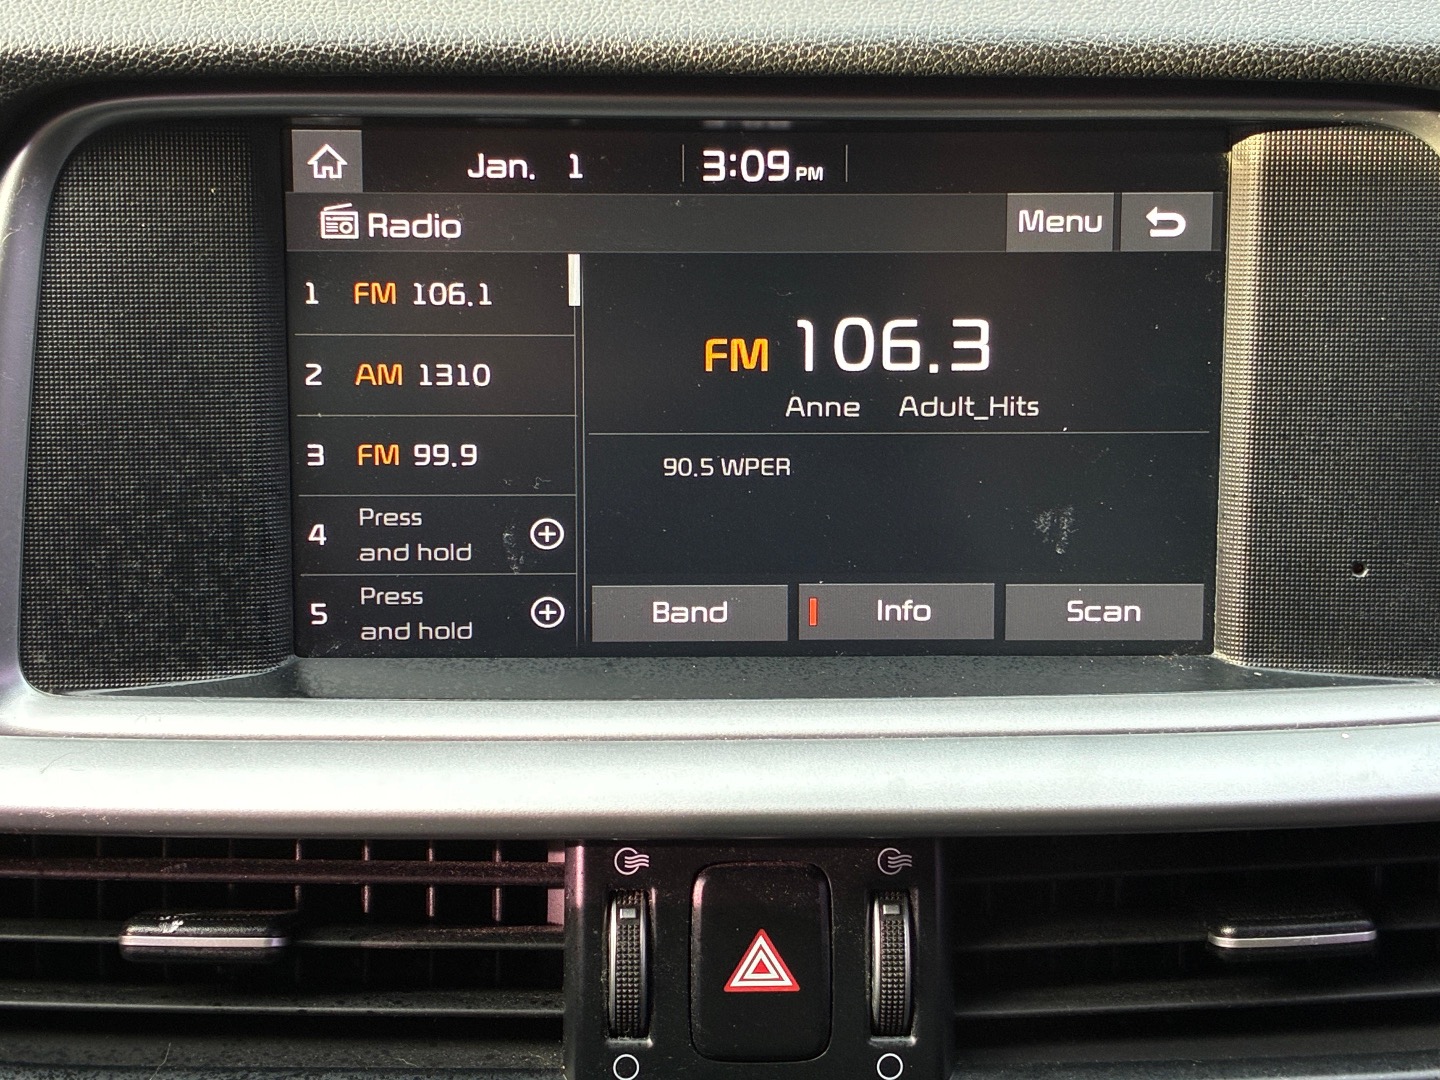 Jan. 1 3:09 PM
Radio Menu
1 FM 106.1
2 AM 1310
3 FM 99.9
4 Press and hold
5 Press and hold
FM 106.3
Anne Adult_Hits
90.5 WPER
Band Info Scan